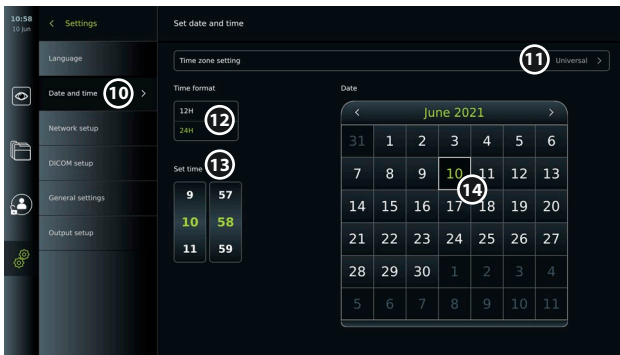 10:58
10 Jun
Settings
Language
Date and time
10
Network setup
DICOM setup
General settings
Output setup
Set date and time
Time zone setting
11
Universal
Time format
12H
24H
12
Set time
13
9 57
10 58
11 59
Date
June 2021
31 1 2 3 4 5 6
7 8 9 10 11 12 13
14
14 15 16 17 18 19 20
21 22 23 24 25 26 27
28 29 30 1 2 3 4
5 6 7 8 9 10 11